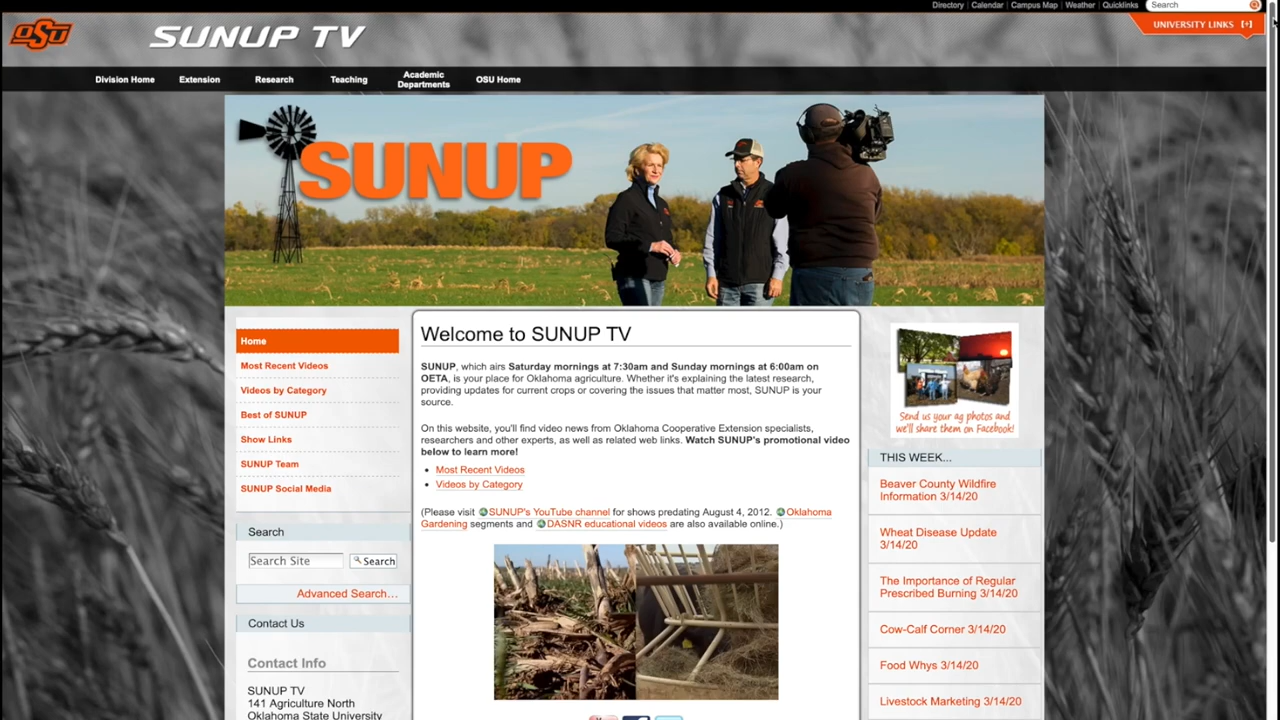 Directory | Calendar | Campus Map | Weather | Quicklinks
Search
OSU
SUNUP TV
UNIVERSITY LINKS [+]
Division Home
Extension
Research
Teaching
Academic
Departments
OSU Home
SUNUP
Home
Most Recent Videos
Videos by Category
Best of SUNUP
Show Links
SUNUP Team
SUNUP Social Media
Search
Search Site
Search
Advanced Search...
Contact Us
Contact Info
SUNUP TV
141 Agriculture North
Oklahoma State University
Welcome to SUNUP TV
SUNUP, which airs Saturday mornings at 7:30am and Sunday mornings at 6:00am on
OETA, is your place for Oklahoma agriculture. Whether it's explaining the latest research,
providing updates for current crops or covering the issues that matter most, SUNUP is your
source.
On this website, you'll find video news from Oklahoma Cooperative Extension specialists,
researchers and other experts, as well as related web links. Watch SUNUP's promotional video
below to learn more!
• Most Recent Videos
• Videos by Category
(Please visit SUNUP's YouTube channel for shows predating August 4, 2012. Oklahoma
Gardening segments and DASNR educational videos are also available online.)
Send us your ag photos and
we'll share them on Facebook!
THIS WEEK...
Beaver County Wildfire
Information 3/14/20
Wheat Disease Update
3/14/20
The Importance of Regular
Prescribed Burning 3/14/20
Cow-Calf Corner 3/14/20
Food Whys 3/14/20
Livestock Marketing 3/14/20